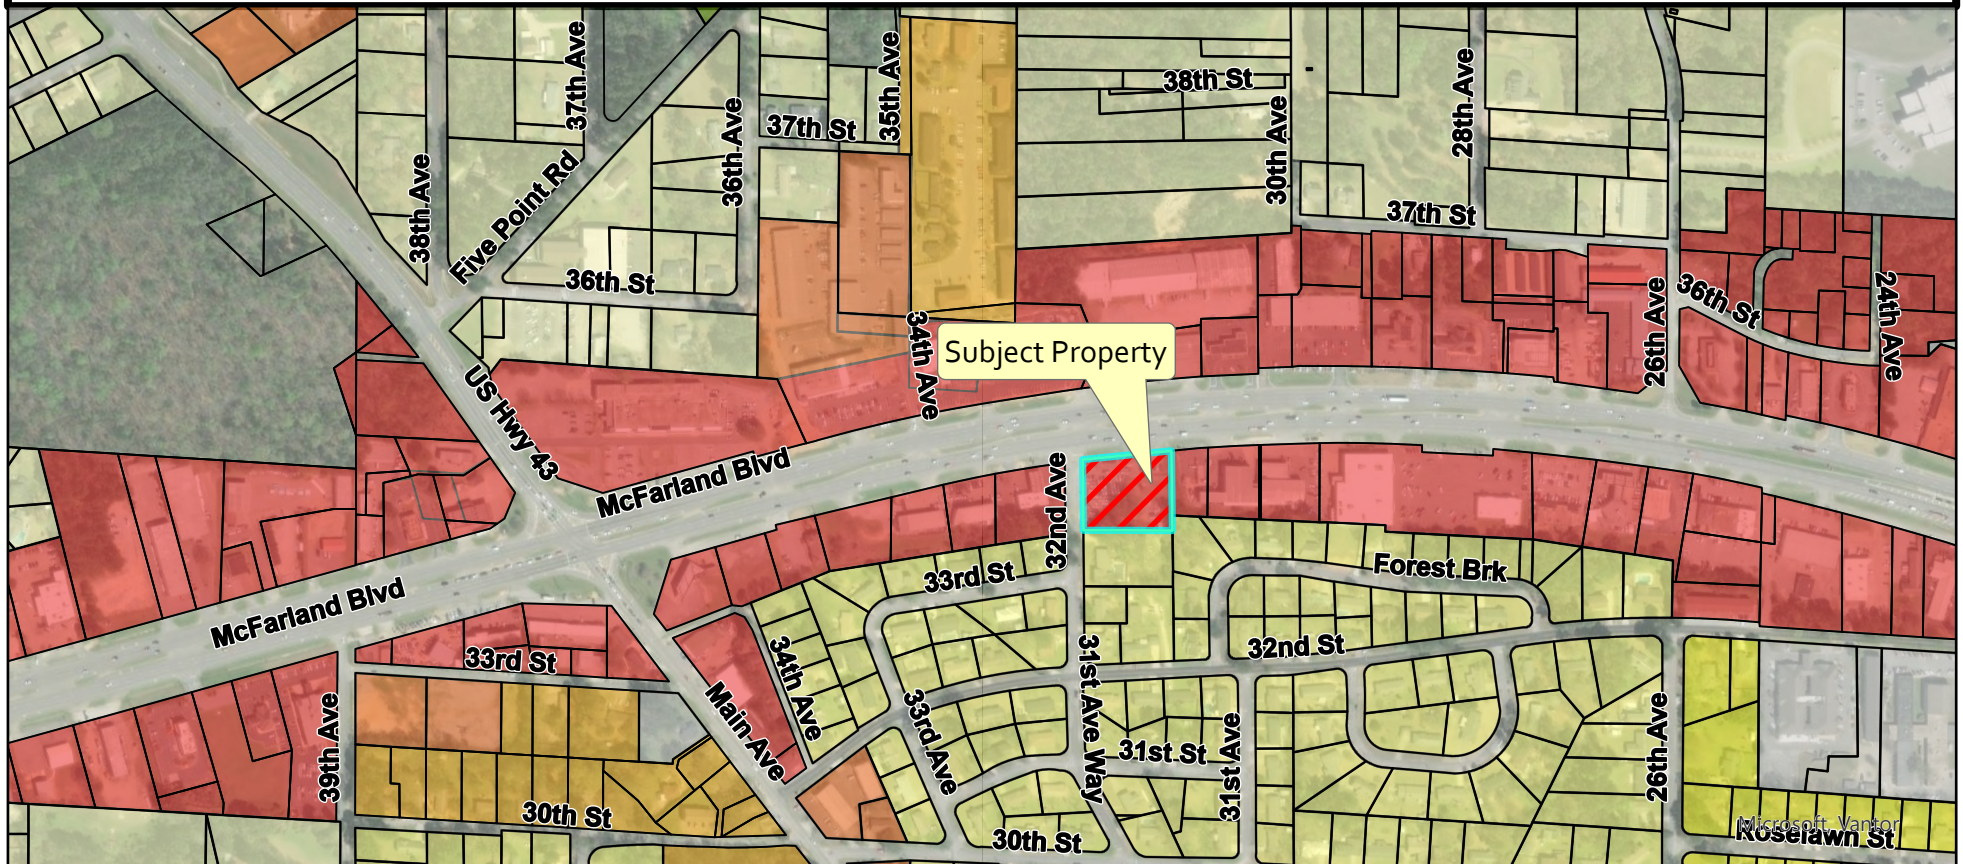 37th Ave
35th Ave
28th Ave
38th St
30th Ave
36th Ave
37th St
38th Ave
Five Point Rd
37th St
36th St
26th Ave
36th St
24th Ave
34th Ave
Subject Property
US Hwy 43
McFarland Blvd
32nd Ave
33rd St
Forest Brk
McFarland Blvd
33rd St
34th Ave
32nd St
31st Ave Way
Main Ave
33rd Ave
39th Ave
31st St
31st Ave
26th Ave
30th St
30th St
Microsoft, Vantor
Roselawn St